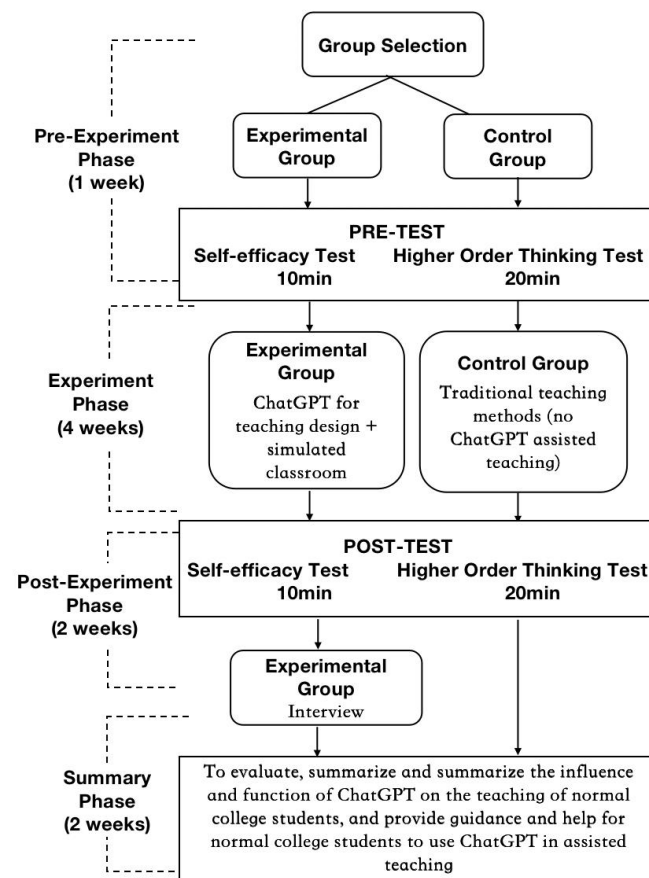 Group Selection
Pre-Experiment
Phase
(1 week)
Experimental
Group
Control
Group
PRE-TEST
Self-efficacy Test
10min
Higher Order Thinking Test
20min
Experiment
Phase
(4 weeks)
Experimental
Group
ChatGPT for
teaching design +
simulated
classroom
Control Group
Traditional teaching
methods (no
ChatGPT assisted
teaching)
POST-TEST
Self-efficacy Test
10min
Higher Order Thinking Test
20min
Post-Experiment
Phase
(2 weeks)
Experimental
Group
Interview
Summary
Phase
(2 weeks)
To evaluate, summarize and summarize the influence
and function of ChatGPT on the teaching of normal
college students, and provide guidance and help for
normal college students to use ChatGPT in assisted
teaching